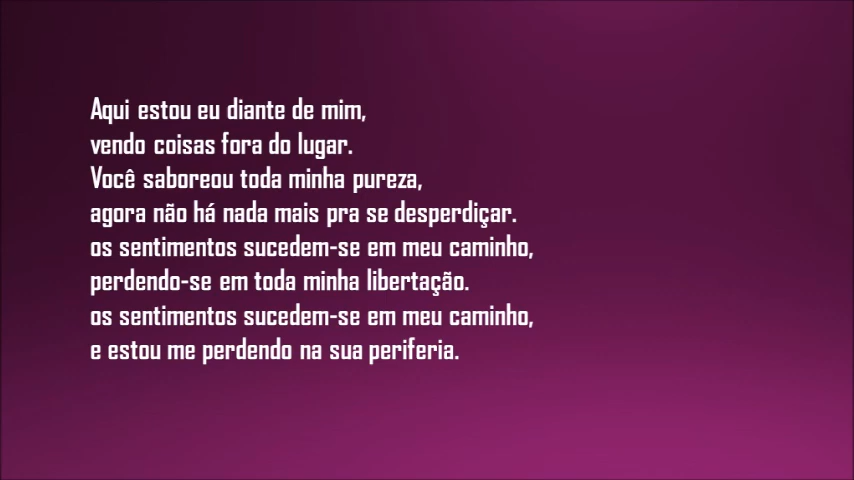 Aqui estou eu diante de mim,
vendo coisas fora do lugar.
Você saboreou toda minha pureza,
agora não há nada mais pra se desperdiçar.
os sentimentos sucedem-se em meu caminho,
perdendo-se em toda minha libertação.
os sentimentos sucedem-se em meu caminho,
e estou me perdendo na sua periferia.